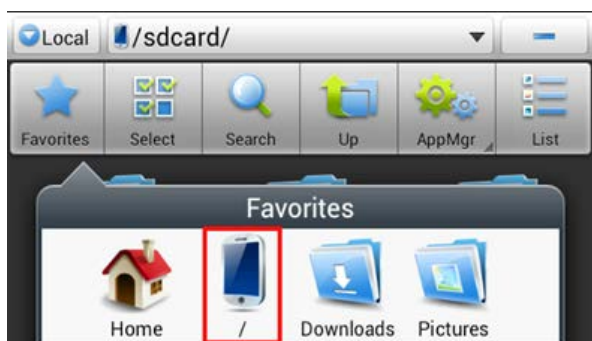 Local /sdcard/
Favorites Select Search Up AppMgr List
Favorites
Home / Downloads Pictures